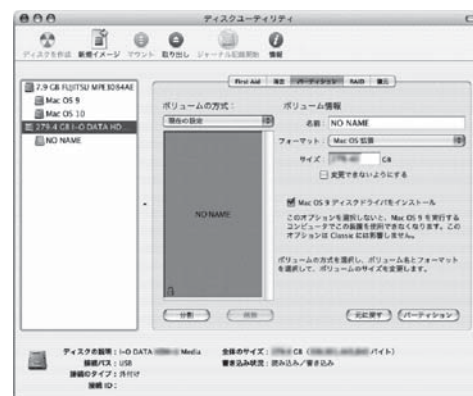 ディスクユーティリティ
ディスクを作成 新規イメージ マウント 取り出し ジャーナル記録開始 情報
7.9 GB FUJITSU MPE3084AE
Mac OS 9
Mac OS 10
279.4 GB I-O DATA HD...
NO NAME
First Aid 消去 パーティション RAID 復元
ボリュームの方式：
現在の設定
NO NAME
分割 削除
ボリューム情報
名前： NO NAME
フォーマット： Mac OS 拡張
サイズ： GB
変更できないようにする
Mac OS 9 ディスクドライバをインストール
このオプションを選択しないと、Mac OS 9 を実行する
コンピュータでこの装置を使用できなくなります。この
オプションは Classic には影響しません。
ボリュームの方式を選択し、ボリューム名とフォーマット
を選択して、ボリュームのサイズを変更します。
元に戻す パーティション
ディスクの説明：I-O DATA Media
接続バス：USB
接続のタイプ：外付け
接続 ID：
全体のサイズ： GB （ バイト）
書き込み状況：読み込み／書き込み